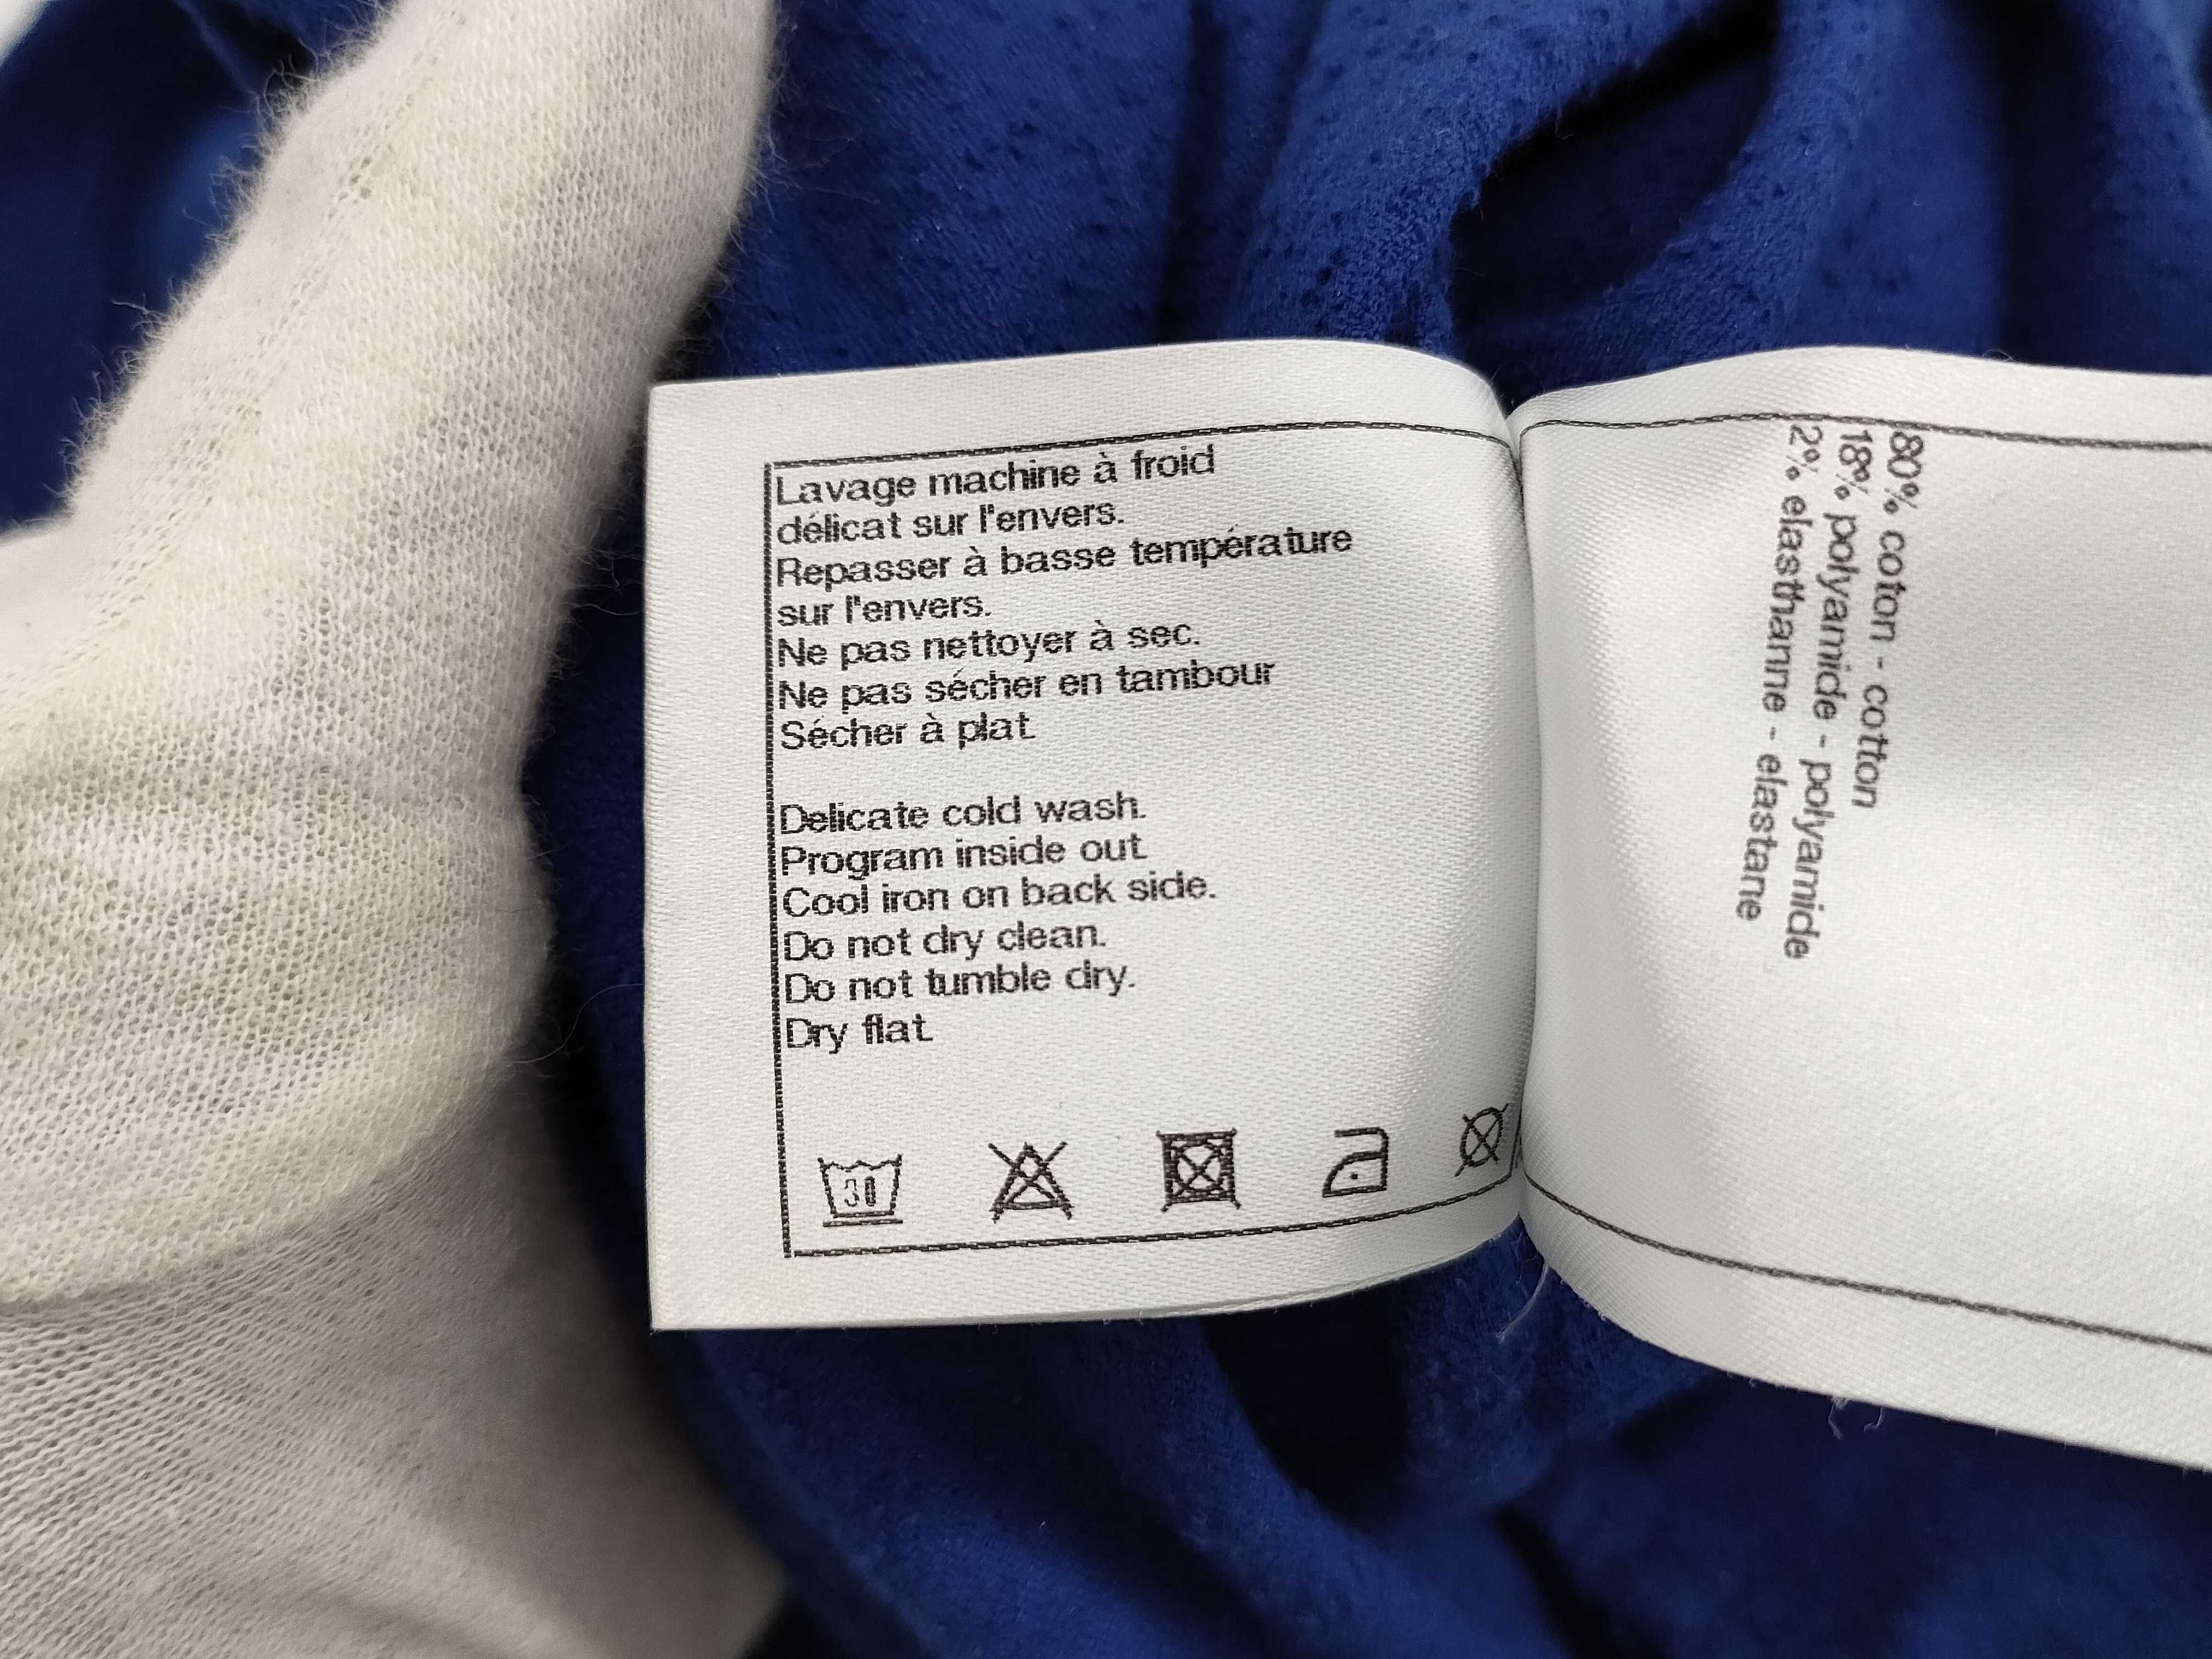 Lavage machine à froid
délicat sur l'envers.
Repasser à basse température
sur l'envers.
Ne pas nettoyer à sec.
Ne pas sécher en tambour
Sécher à plat
Delicate cold wash.
Program inside out
Cool iron on back side.
Do not dry clean.
Do not tumble dry.
Dry flat
30
80% coton - cotton
18% polyamide - polyamide
2% elasthanne - elastane